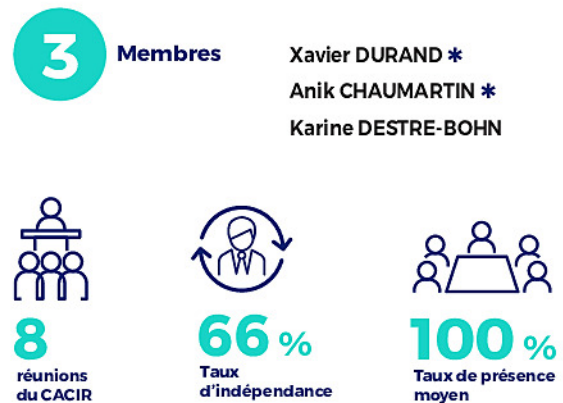 3 Membres
Xavier DURAND *
Anik CHAUMARTIN *
Karine DESTRE-BOHN
8
réunions
du CACIR
66 %
Taux
d'indépendance
100 %
Taux de présence
moyen